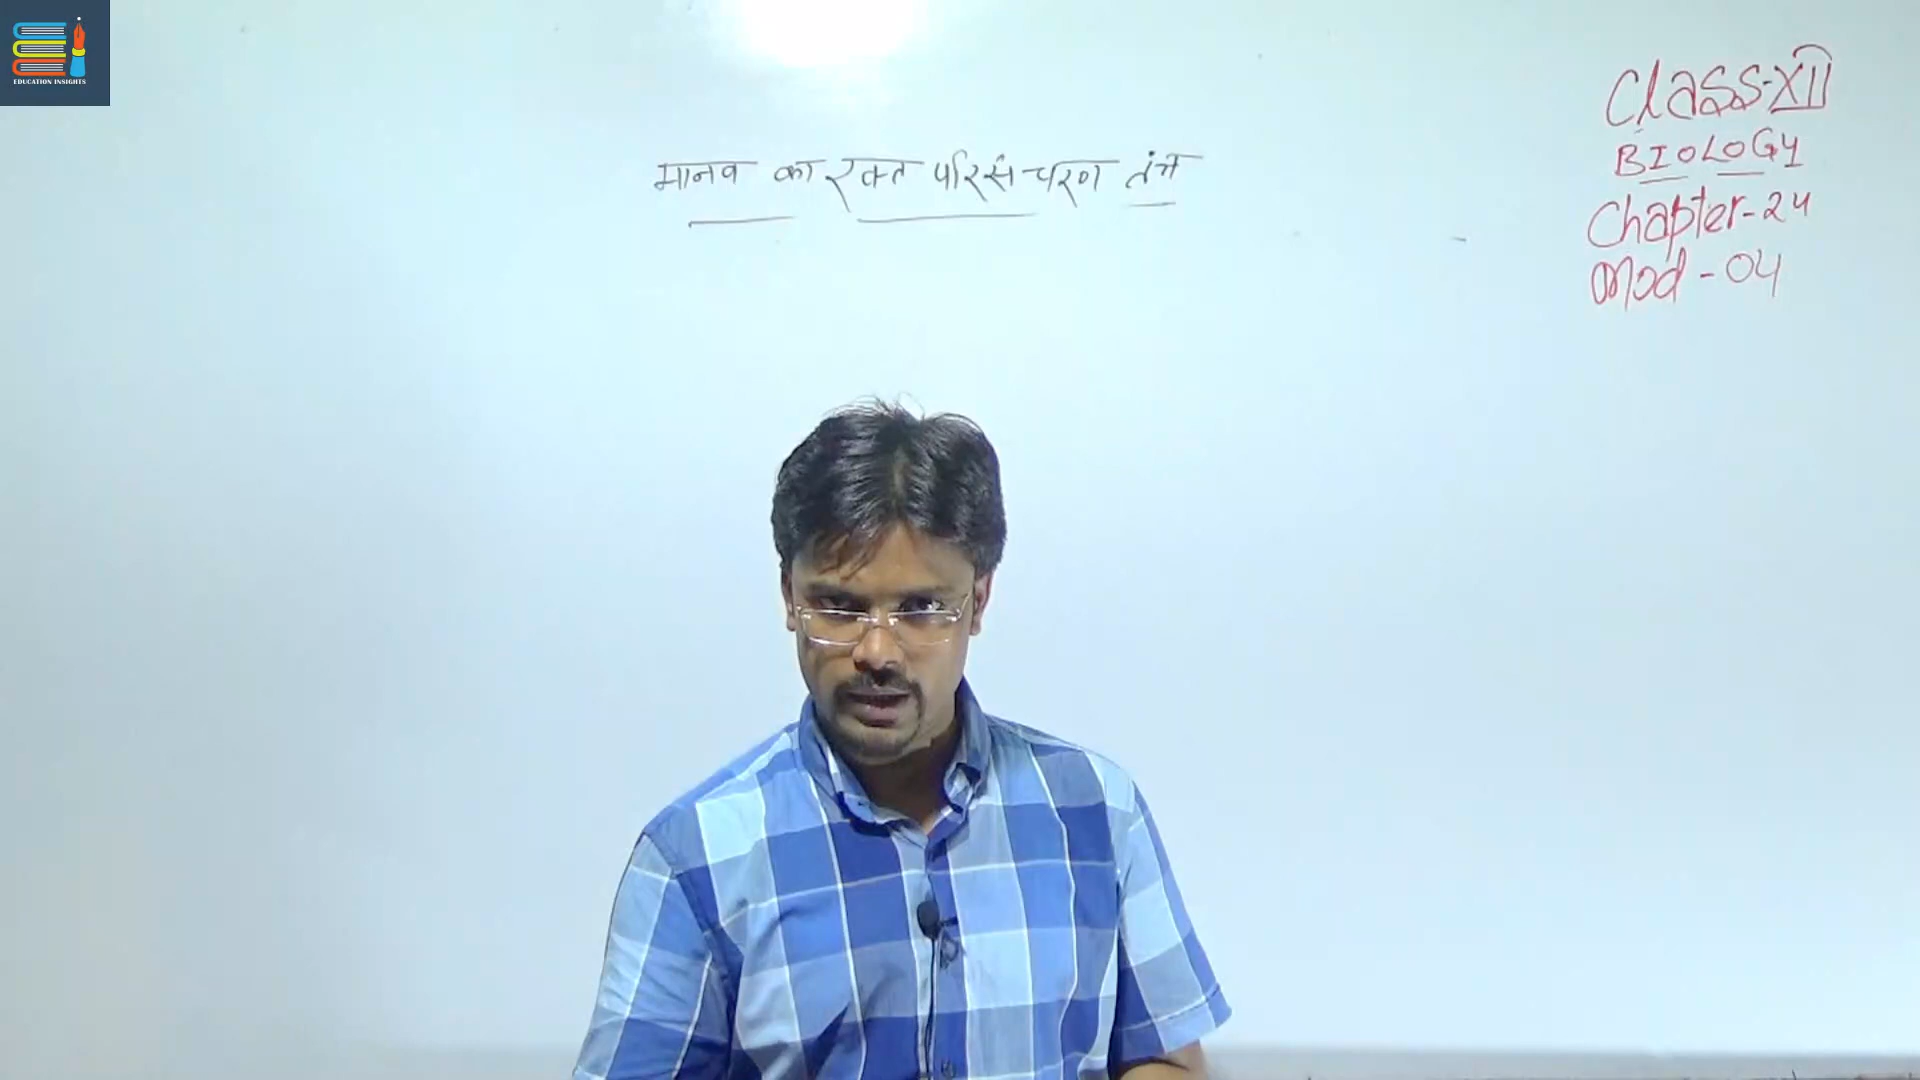 EDUCATION INSIGHTS
मानव का रक्त परिसंचरण तंत्र
Class-XII
BIOLOGY
Chapter-24
Mod-04